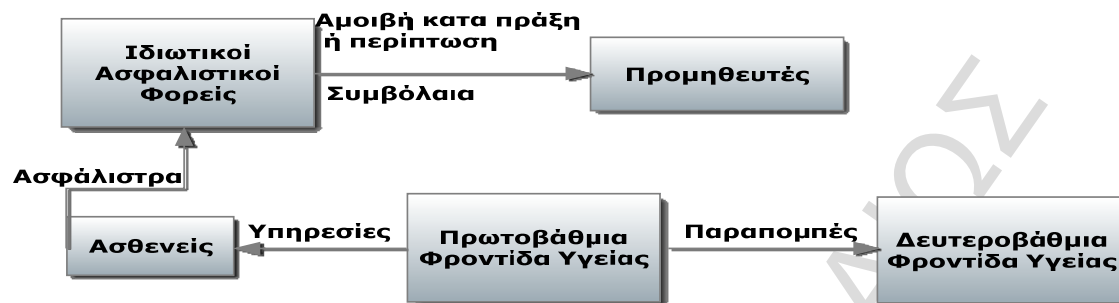 Αμοιβή κατα πράξη
ή περίπτωση
Ιδιωτικοί
Ασφαλιστικοί
Φορείς
Προμηθευτές
Συμβόλαια
Ασφάλιστρα
Ασθενείς
Υπηρεσίες
Πρωτοβάθμια
Φροντίδα Υγείας
Παραπομπές
Δευτεροβάθμια
Φροντίδα Υγείας